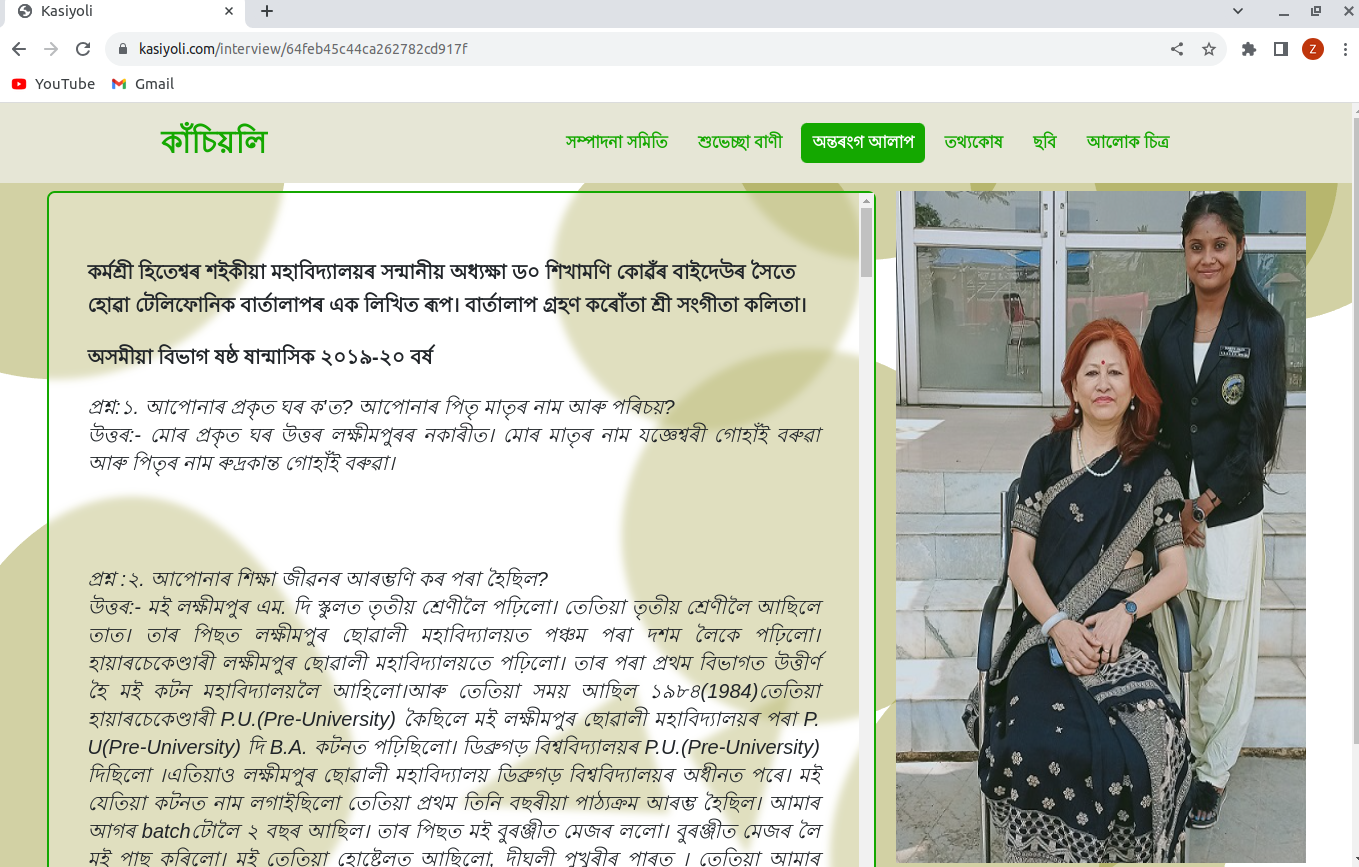 Kasiyoli
kasiyoli.com/interview/64feb45c44ca262782cd917f
Z
YouTube Gmail
কাঁচিয়লি
সম্পাদনা সমিতি শুভেচ্ছা বাণী অন্তৰংগ আলাপ তথ্যকোষ ছবি আলোক চিত্ৰ
কৰ্মশ্ৰী হিতেশ্বৰ শইকীয়া মহাবিদ্যালয়ৰ সন্মানীয় অধ্যক্ষা ড০ শিখামণি কোৱঁৰ বাইদেউৰ সৈতে
হোৱা টেলিফোনিক বাৰ্তালাপৰ এক লিখিত ৰূপ। বাৰ্তালাপ গ্ৰহণ কৰোঁতা শ্ৰী সংগীতা কলিতা।
অসমীয়া বিভাগ ষষ্ঠ ষান্মাসিক ২০১৯-২০ বৰ্ষ
প্ৰশ্ন:১. আপোনাৰ প্ৰকৃত ঘৰ ক'ত? আপোনাৰ পিতৃ মাতৃৰ নাম আৰু পৰিচয়?
উত্তৰ:- মোৰ প্ৰকৃত ঘৰ উত্তৰ লক্ষীমপুৰৰ নকাৰীত। মোৰ মাতৃৰ নাম যজ্ঞেশ্বৰী গোহাঁই বৰুৱা
আৰু পিতৃৰ নাম ৰুদ্ৰকান্ত গোহাঁই বৰুৱা।
প্ৰশ্ন :২. আপোনাৰ শিক্ষা জীৱনৰ আৰম্ভণি কৰ পৰা হৈছিল?
উত্তৰ:- মই লক্ষীমপুৰ এম. দি স্কুলত তৃতীয় শ্ৰেণীলৈ পঢ়িলো। তেতিয়া তৃতীয় শ্ৰেণীলৈ আছিলে
তাত। তাৰ পিছত লক্ষীমপুৰ ছোৱালী মহাবিদ্যালয়ত পঞ্চম পৰা দশম লৈকে পঢ়িলো।
হায়াৰচেকেণ্ডাৰী লক্ষীমপুৰ ছোৱালী মহাবিদ্যালয়তে পঢ়িলো। তাৰ পৰা প্ৰথম বিভাগত উত্তীৰ্ণ
হৈ মই কটন মহাবিদ্যালয়লৈ আহিলো।আৰু তেতিয়া সময় আছিল ১৯৮৪(1984)তেতিয়া
হায়াৰচেকেণ্ডাৰী P.U.(Pre-University) কৈছিলে মই লক্ষীমপুৰ ছোৱালী মহাবিদ্যালয়ৰ পৰা P.
U(Pre-University) দি B.A. কটনত পঢ়িছিলো। ডিব্ৰুগড় বিশ্ববিদ্যালয়ৰ P.U.(Pre-University)
দিছিলো ।এতিয়াও লক্ষীমপুৰ ছোৱালী মহাবিদ্যালয় ডিব্ৰুগড় বিশ্ববিদ্যালয়ৰ অধীনত পৰে। মই
যেতিয়া কটনত নাম লগাইছিলো তেতিয়া প্ৰথম তিনি বছৰীয়া পাঠ্যক্ৰম আৰম্ভ হৈছিল। আমাৰ
আগৰ batchটোলৈ ২ বছৰ আছিল। তাৰ পিছত মই বুৰঞ্জীত মেজৰ ললো। বুৰঞ্জীত মেজৰ লৈ
মই পাছ কৰিলো। মই তেতিয়া হোষ্টেলত আছিলো, দীঘলী পুখুৰীৰ পাৰত । তেতিয়া আমাৰ